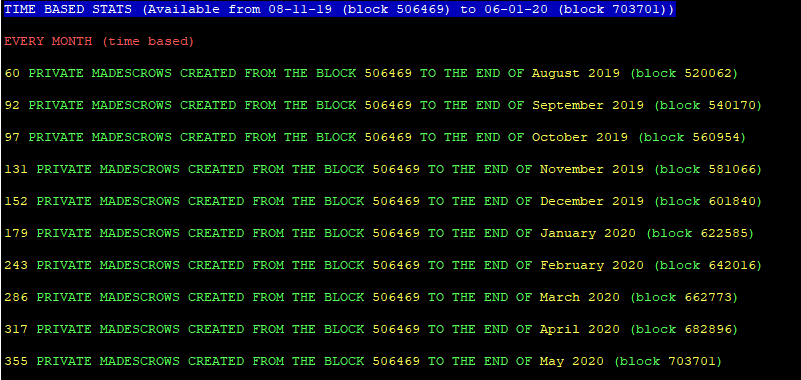 TIME BASED STATS (Available from 08-11-19 (block 506469) to 06-01-20 (block 703701))
EVERY MONTH (time based)
60 PRIVATE MADESCROWS CREATED FROM THE BLOCK 506469 TO THE END OF August 2019 (block 520062)
92 PRIVATE MADESCROWS CREATED FROM THE BLOCK 506469 TO THE END OF September 2019 (block 540170)
97 PRIVATE MADESCROWS CREATED FROM THE BLOCK 506469 TO THE END OF October 2019 (block 560954)
131 PRIVATE MADESCROWS CREATED FROM THE BLOCK 506469 TO THE END OF November 2019 (block 581066)
152 PRIVATE MADESCROWS CREATED FROM THE BLOCK 506469 TO THE END OF December 2019 (block 601840)
179 PRIVATE MADESCROWS CREATED FROM THE BLOCK 506469 TO THE END OF January 2020 (block 622585)
243 PRIVATE MADESCROWS CREATED FROM THE BLOCK 506469 TO THE END OF February 2020 (block 642016)
286 PRIVATE MADESCROWS CREATED FROM THE BLOCK 506469 TO THE END OF March 2020 (block 662773)
317 PRIVATE MADESCROWS CREATED FROM THE BLOCK 506469 TO THE END OF April 2020 (block 682896)
355 PRIVATE MADESCROWS CREATED FROM THE BLOCK 506469 TO THE END OF May 2020 (block 703701)